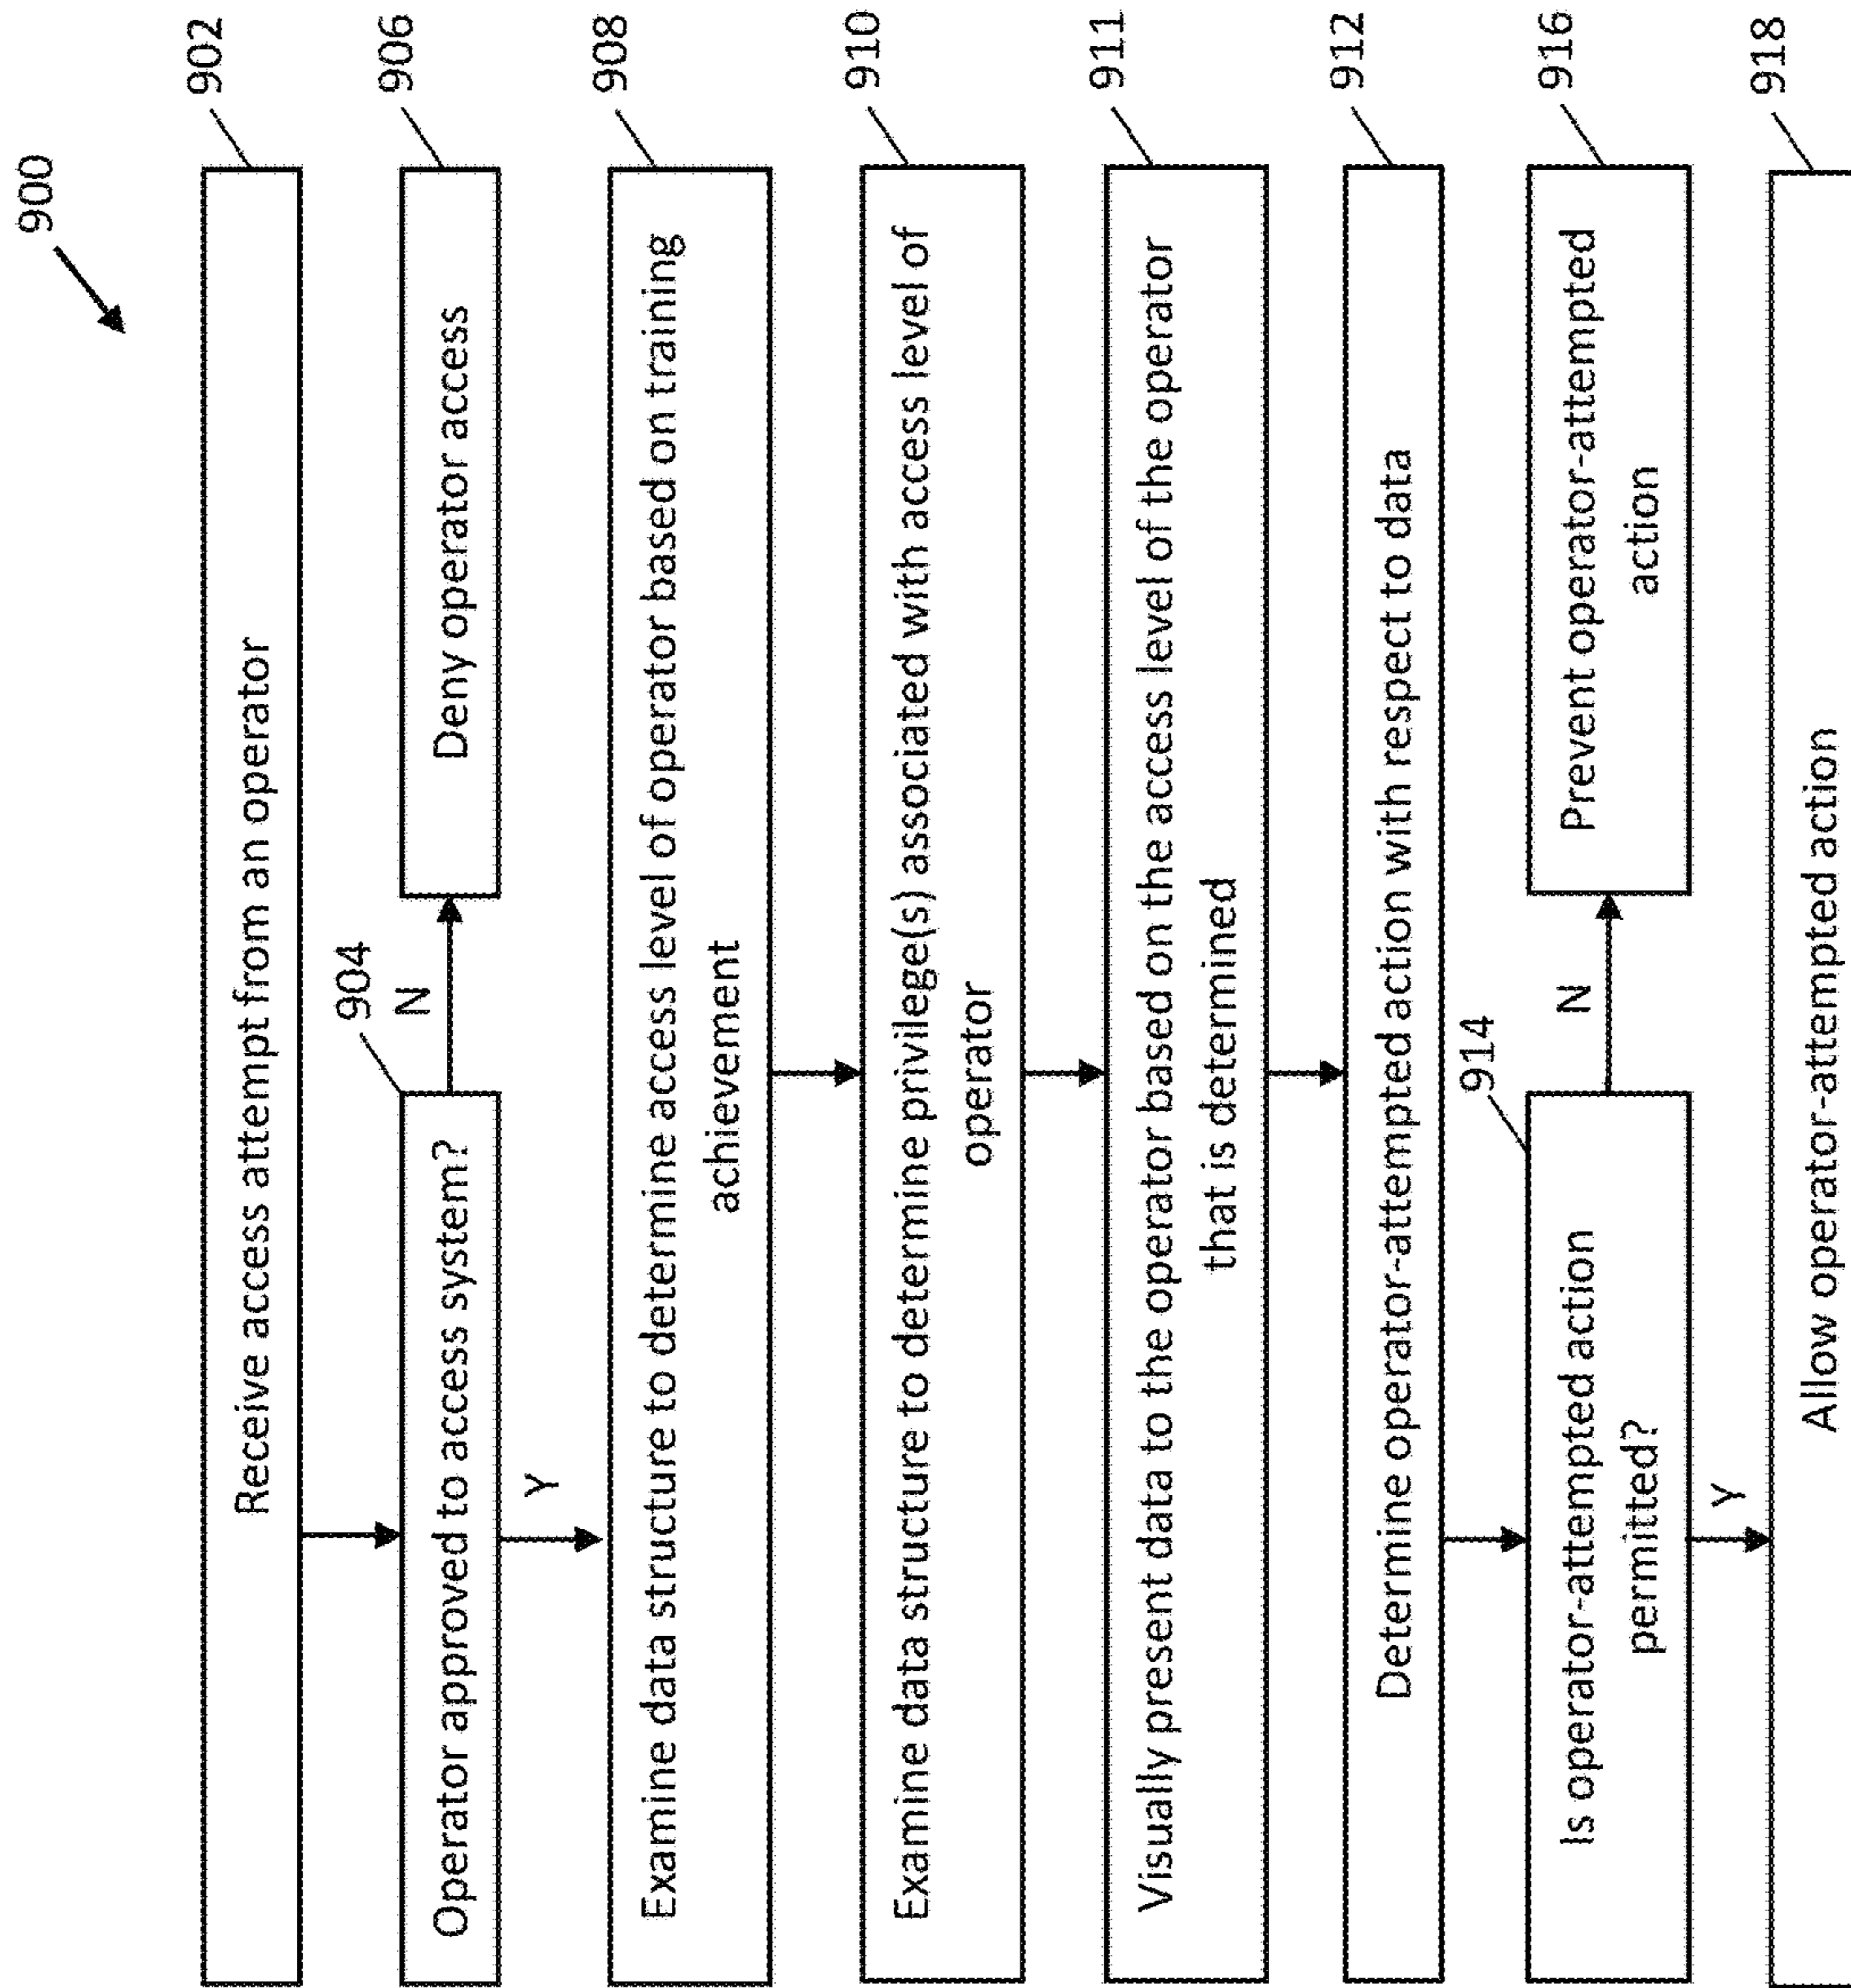 900
902
Receive access attempt from an operator
904
Operator approved to access system?
N
906
Deny operator access
Y
908
Examine data structure to determine access level of operator based on training
achievement
910
Examine data structure to determine privilege(s) associated with access level of
operator
911
Visually present data to the operator based on the access level of the operator
that is determined
912
Determine operator-attempted action with respect to data
914
Is operator-attempted action
permitted?
N
916
Prevent operator-attempted
action
Y
918
Allow operator-attempted action